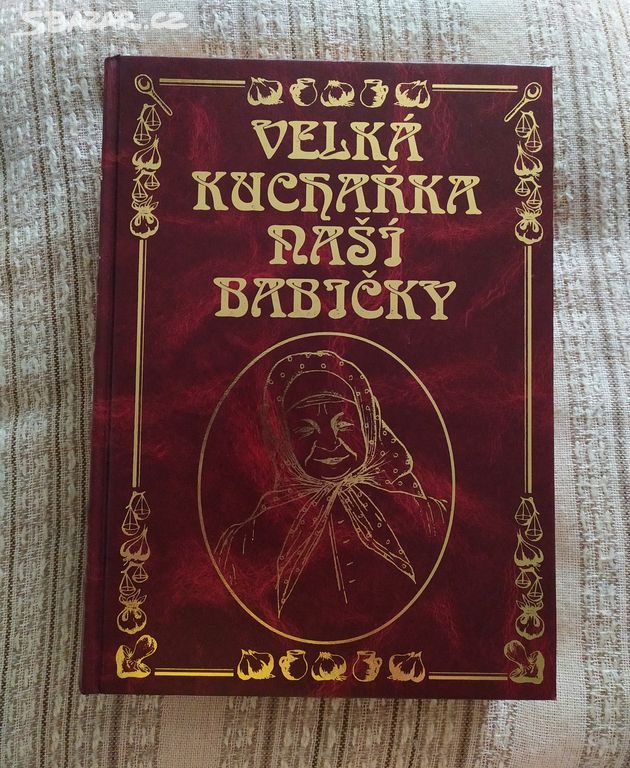 SBAZAR.CZ
VELKÁ
KUCHAŘKA
NAŠÍ
BABIČKY